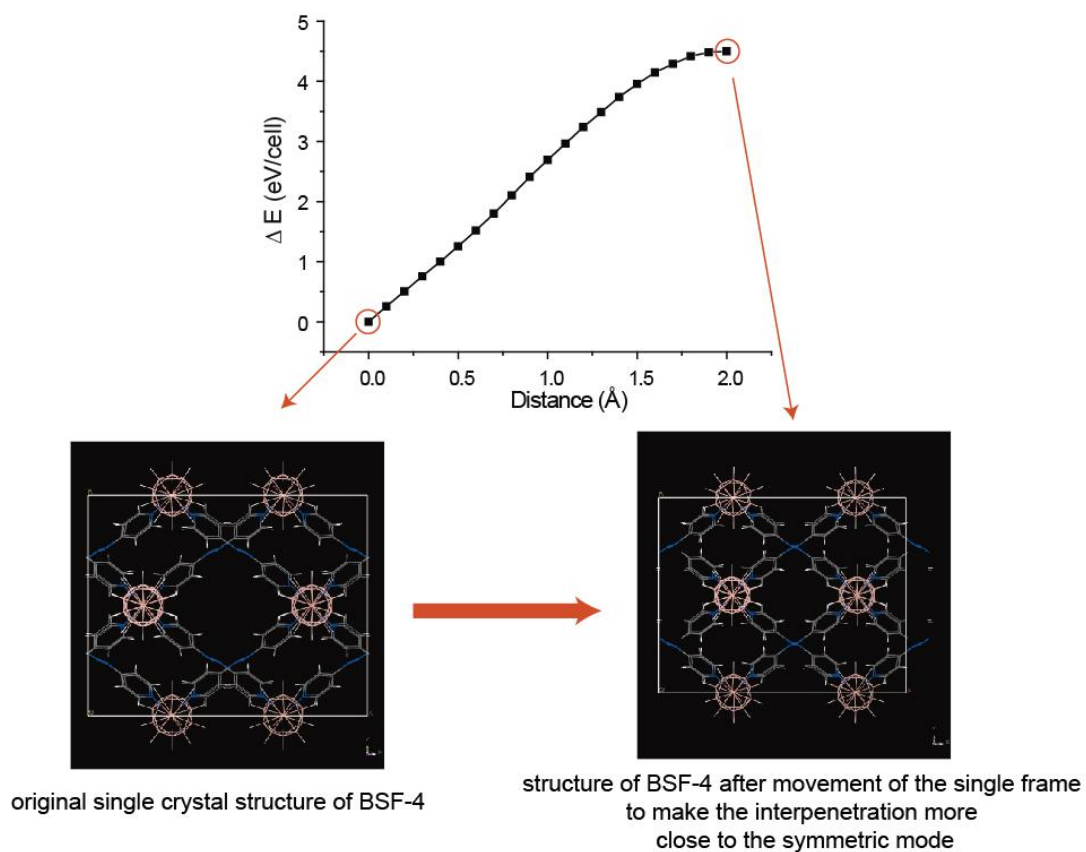 5
4
3
2
1
0
Δ E (eV/cell)
0.0 0.5 1.0 1.5 2.0
Distance (Å)
original single crystal structure of BSF-4
structure of BSF-4 after movement of the single frame
to make the interpenetration more
close to the symmetric mode